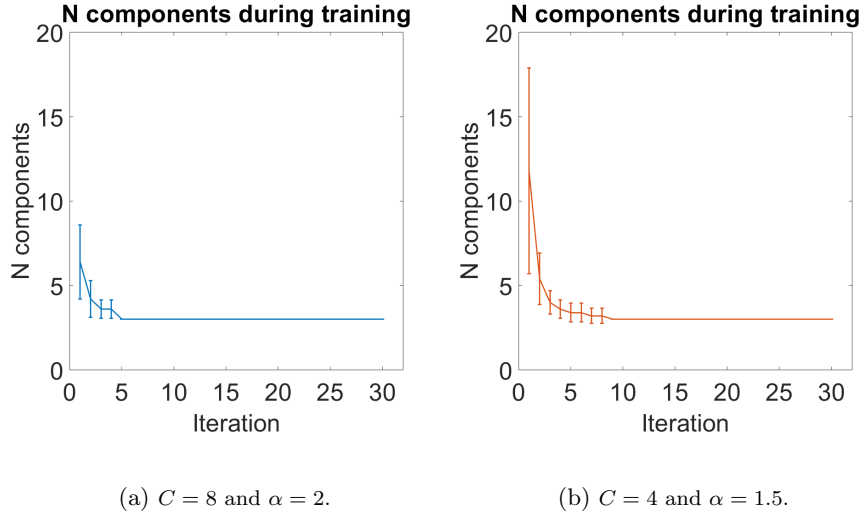 N components during training
20
15
10
5
0
N components
0 5 10 15 20 25 30
Iteration
(a) C = 8 and α = 2.
N components during training
20
15
10
5
0
N components
0 5 10 15 20 25 30
Iteration
(b) C = 4 and α = 1.5.